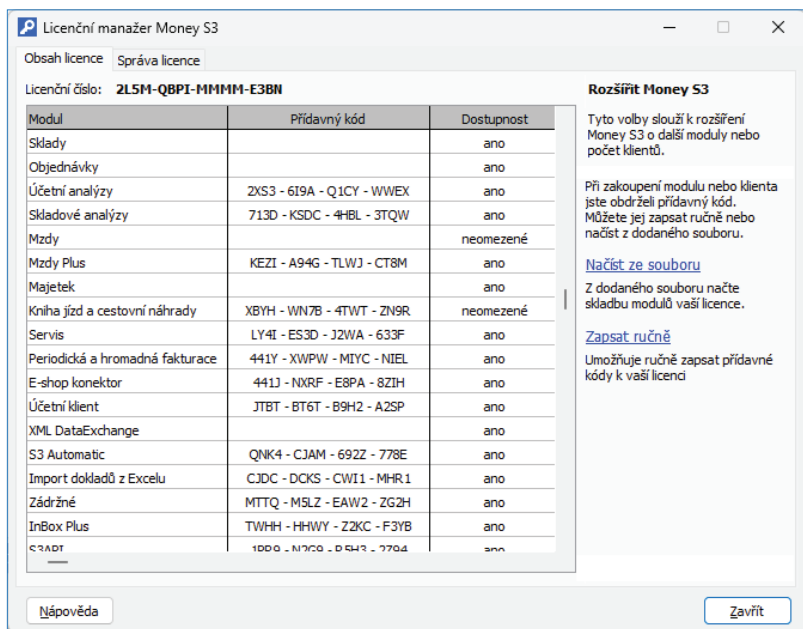 Licenční manažer Money S3
Obsah licence Správa licence
Licenční číslo: 2L5M-QBPI-MMMM-E3BN
Modul Přídavný kód Dostupnost
Sklady ano
Objednávky ano
Účetní analýzy 2XS3 - 6I9A - Q1CY - WWEX ano
Skladové analýzy 713D - KSDC - 4HBL - 3TQW ano
Mzdy neomezené
Mzdy Plus KEZI - A94G - TLWJ - CT8M ano
Majetek ano
Kniha jízd a cestovní náhrady XBYH - WN7B - 4TWT - ZN9R neomezené
Servis LY4I - ES3D - J2WA - 633F ano
Periodická a hromadná fakturace 441Y - XWPW - MIYC - NIEL ano
E-shop konektor 441J - NXRF - E8PA - 8ZIH ano
Účetní klient JTBT - BT6T - B9H2 - A2SP ano
XML DataExchange ano
S3 Automatic QNK4 - CJAM - 692Z - 778E ano
Import dokladů z Excelu CJDC - DCKS - CWI1 - MHR1 ano
Zádržné MTTQ - M5LZ - EAW2 - ZG2H ano
InBox Plus TWHH - HHWY - Z2KC - F3YB ano
S3API 1PR9 - N2G9 - R5H3 - 2794 ano
Rozšířit Money S3
Tyto volby slouží k rozšíření
Money S3 o další moduly nebo
počet klientů.
Při zakoupení modulu nebo klienta
jste obdrželi přídavný kód.
Můžete jej zapsat ručně nebo
načíst z dodaného souboru.
Načíst ze souboru
Z dodaného souboru načte
skladbu modulů vaší licence.
Zapsat ručně
Umožňuje ručně zapsat přídavné
kódy k vaší licenci
Nápověda Zavřít